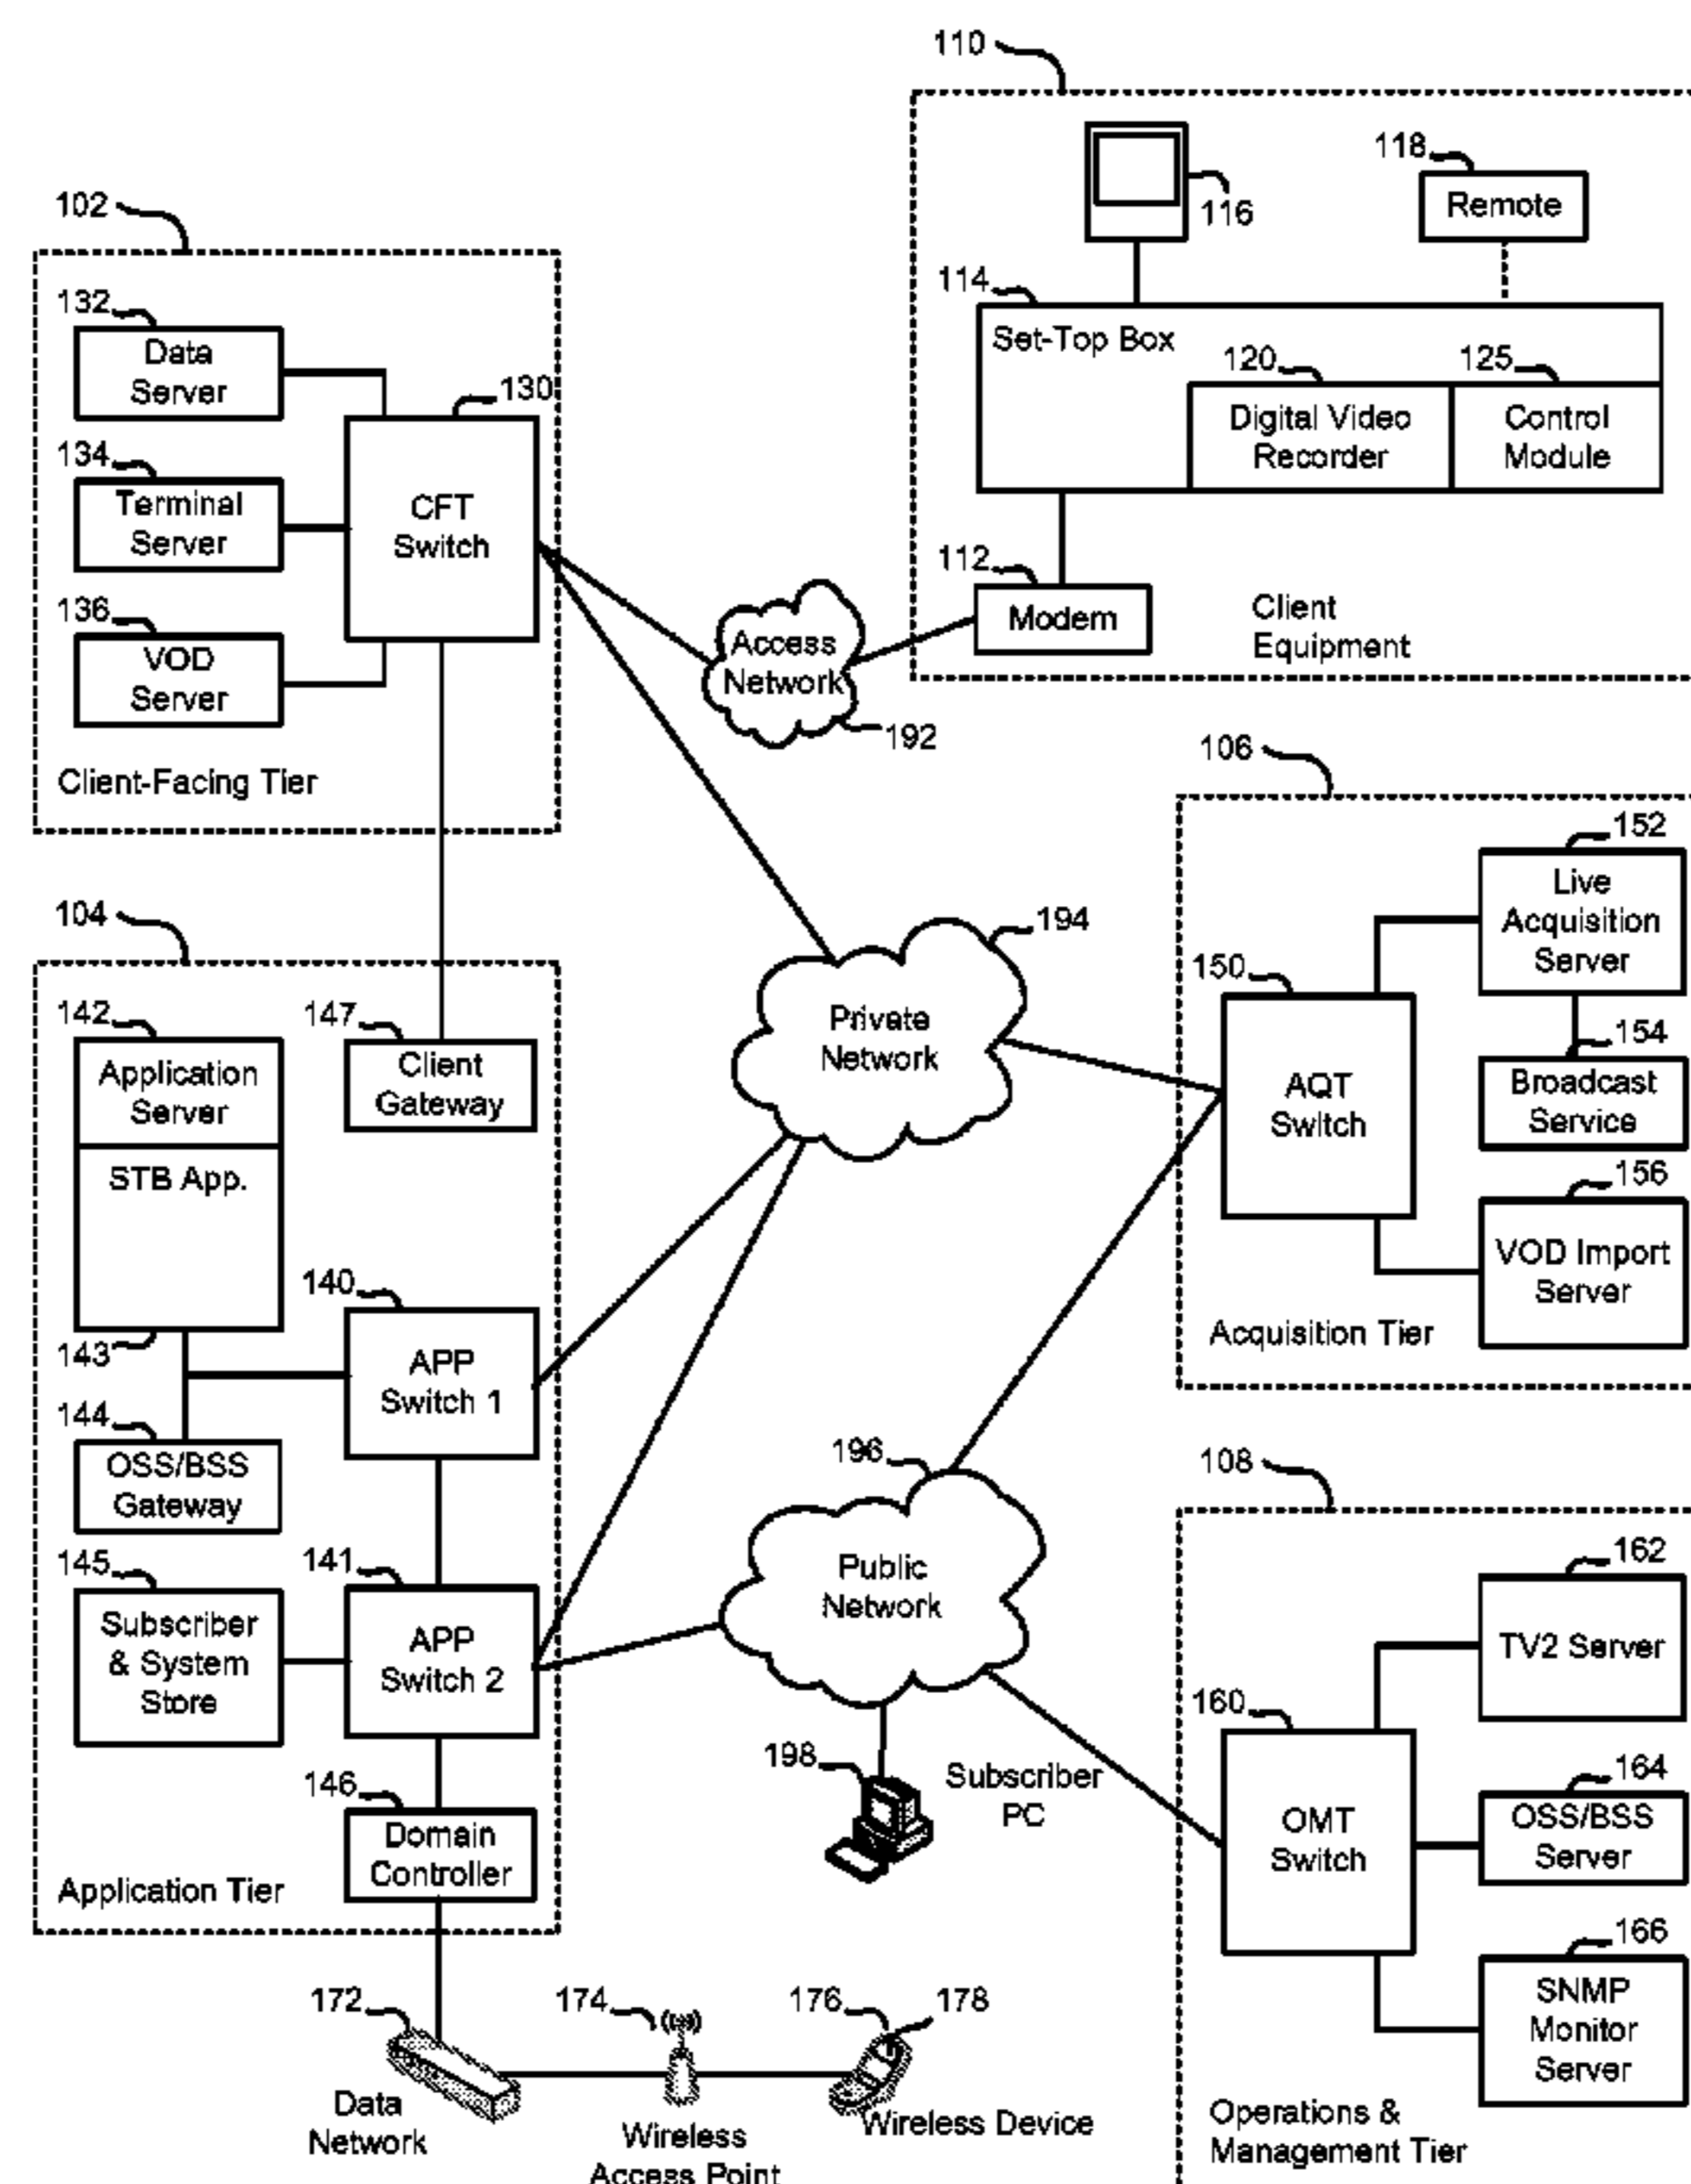 110
118
Remote
116
102
114
Set-Top Box
120
125
Digital Video
Recorder
Control
Module
132
Data
Server
130
134
Terminal
Server
CFT
Switch
136
VOD
Server
Client-Facing Tier
112
Modem
Client
Equipment
Access
Network
192
106
152
Live
Acquisition
Server
150
154
AQT
Switch
Broadcast
Service
156
VOD Import
Server
Acquisition Tier
104
194
Private
Network
142
Application
Server
147
Client
Gateway
STB App.
140
143
APP
Switch 1
144
OSS/BSS
Gateway
196
Public
Network
108
145
Subscriber
& System
Store
141
APP
Switch 2
162
TV2 Server
160
OMT
Switch
164
OSS/BSS
Server
166
SNMP
Monitor
Server
Operations &
Management Tier
198
Subscriber
PC
146
Domain
Controller
Application Tier
172
174
176
178
Data
Network
Wireless
Access Point
Wireless Device